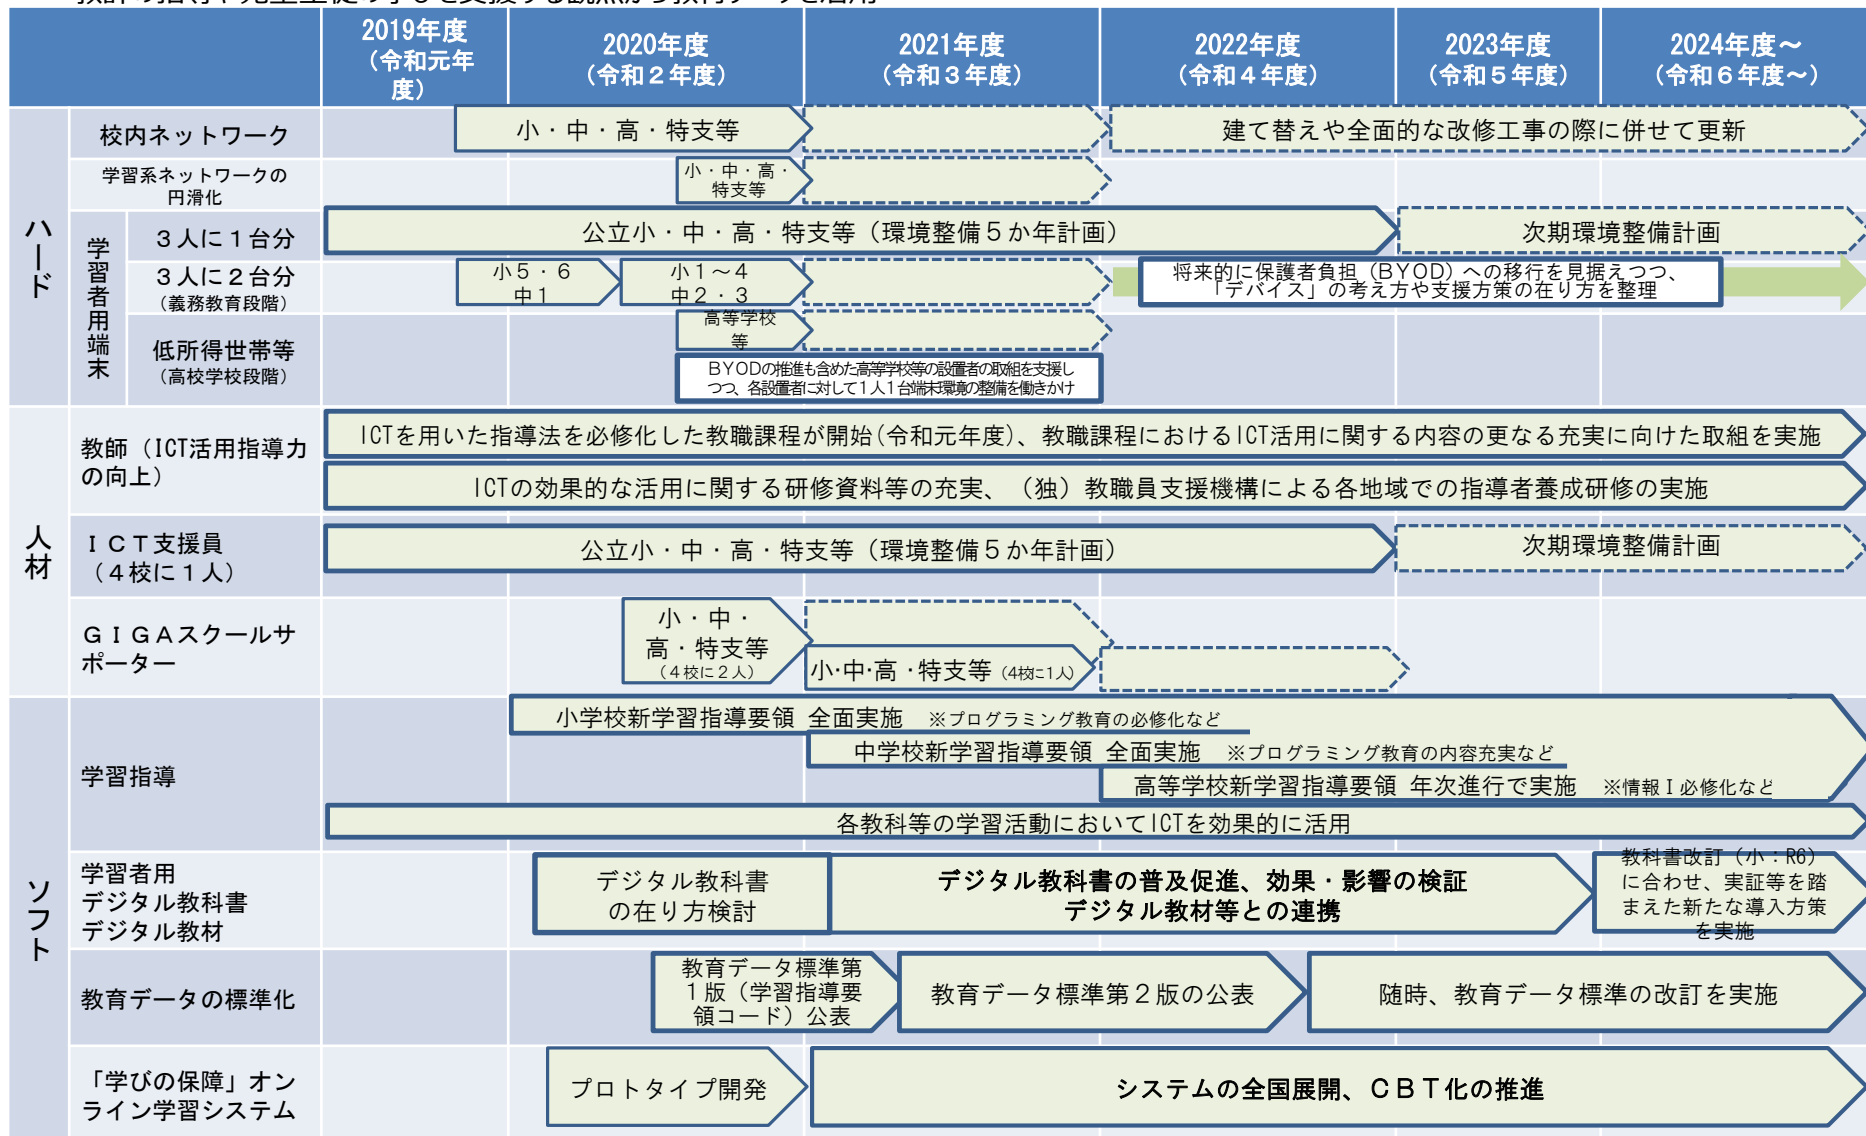 2019年度
（令和元年
度）
2020年度
（令和２年度）
2021年度
（令和３年度）
2022年度
（令和４年度）
2023年度
（令和５年度）
2024年度～
（令和６年度～）
ハード
校内ネットワーク
小・中・高・特支等
建て替えや全面的な改修工事の際に併せて更新
学習系ネットワークの
円滑化
小・中・高・
特支等
学習者用端末
３人に１台分
公立小・中・高・特支等（環境整備５か年計画）
次期環境整備計画
３人に２台分
（義務教育段階）
小５・６
中１
小１～４
中２・３
将来的に保護者負担（BYOD）への移行を見据えつつ、
「デバイス」の考え方や支援方策の在り方を整理
低所得世帯等
（高校学校段階）
高等学校
等
ＢＹＯＤの推進も含めた高等学校等の設置者の取組を支援し
つつ、各設置者に対して１人１台端末環境の整備を働きかけ
人材
教師（ICT活用指導力
の向上）
ICTを用いた指導法を必修化した教職課程が開始(令和元年度)、教職課程におけるICT活用に関する内容の更なる充実に向けた取組を実施
ICTの効果的な活用に関する研修資料等の充実、（独）教職員支援機構による各地域での指導者養成研修の実施
ＩＣＴ支援員
（４校に１人）
公立小・中・高・特支等（環境整備５か年計画）
次期環境整備計画
ＧＩＧＡスクールサ
ポーター
小・中・
高・特支等
（４校に２人）
小・中・高・特支等（4校に1人）
ソフト
学習指導
小学校新学習指導要領 全面実施 ※プログラミング教育の必修化など
中学校新学習指導要領 全面実施 ※プログラミング教育の内容充実など
高等学校新学習指導要領 年次進行で実施 ※情報Ⅰ必修化など
各教科等の学習活動においてICTを効果的に活用
学習者用
デジタル教科書
デジタル教材
デジタル教科書
の在り方検討
デジタル教科書の普及促進、効果・影響の検証
デジタル教材等との連携
教科書改訂（小：R6）
に合わせ、実証等を踏
まえた新たな導入方策
を実施
教育データの標準化
教育データ標準第
１版（学習指導要
領コード）公表
教育データ標準第２版の公表
随時、教育データ標準の改訂を実施
「学びの保障」オン
ライン学習システム
プロトタイプ開発
システムの全国展開、ＣＢＴ化の推進